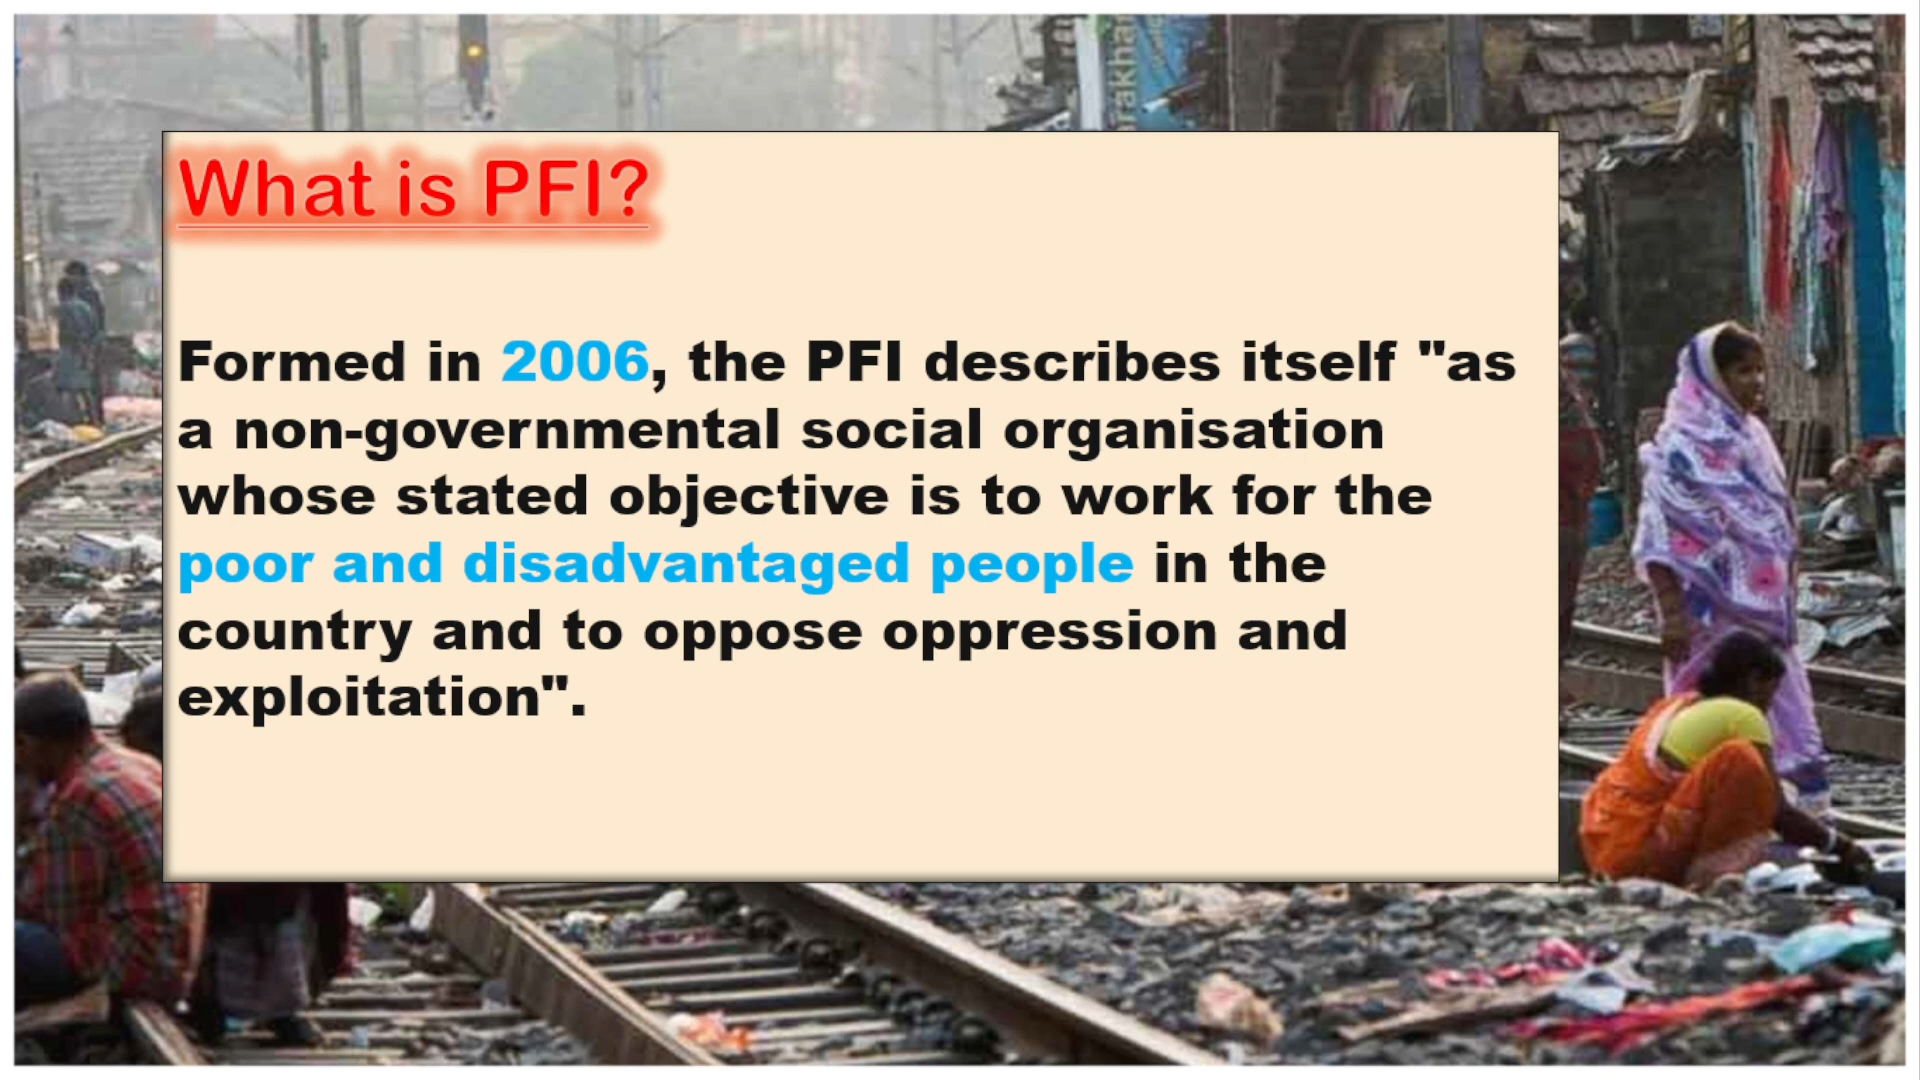 What is PFI?
Formed in 2006, the PFI describes itself "as
a non-governmental social organisation
whose stated objective is to work for the
poor and disadvantaged people in the
country and to oppose oppression and
exploitation".